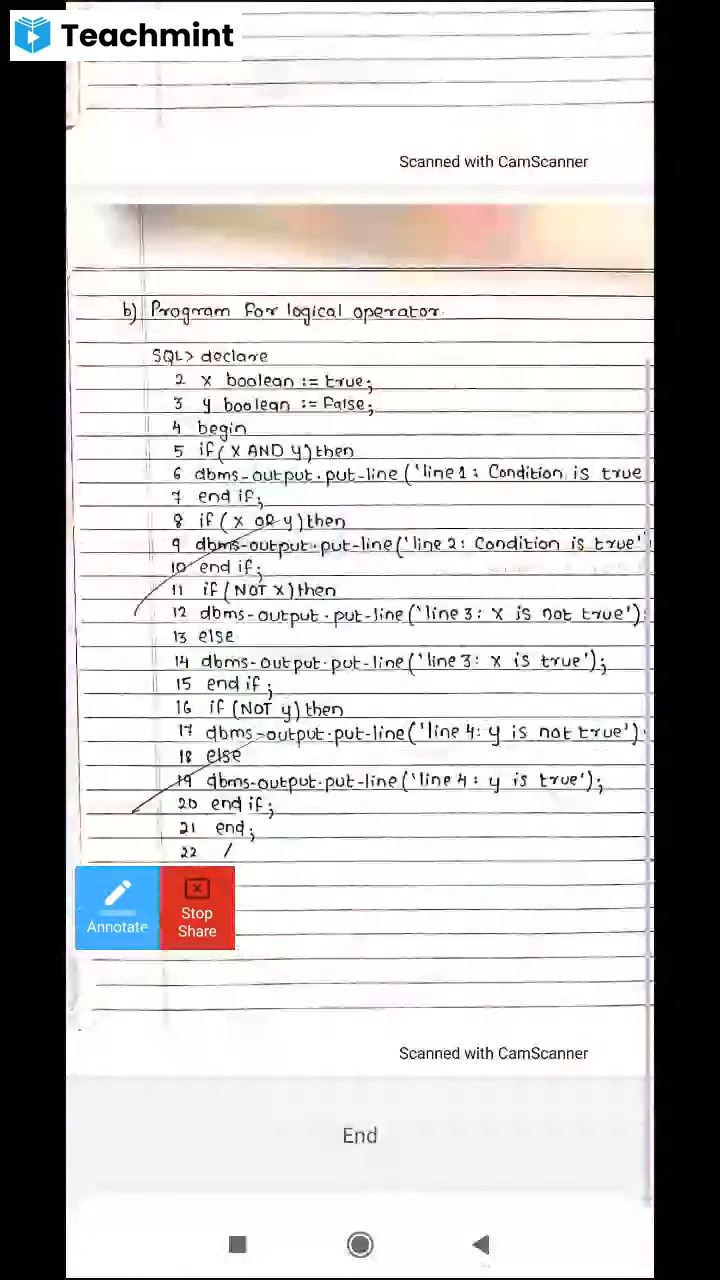 Teachmint
Scanned with CamScanner
b) Program for logical operator.
SQL> declare
2 x boolean := true;
3 y boolean := False;
4 begin
5 if( x AND y)then
6 dbms-output.put-line('line 1: Condition is true
7 end if;
8 if ( x OR y)then
9 dbms-output.put-line('line 2: Condition is true'
10 end if;
11 if (NOT x)then
12 dbms-output.put-line('line 3: x is not true');
13 else
14 dbms-output.put-line('line 3: x is true');
15 end if;
16 if (NOT y)then
17 dbms-output.put-line('line 4: y is not true')
18 else
19 dbms-output.put-line('line 4: y is true');
20 end if;
21 end;
22 /
Annotate
Stop
Share
Scanned with CamScanner
End